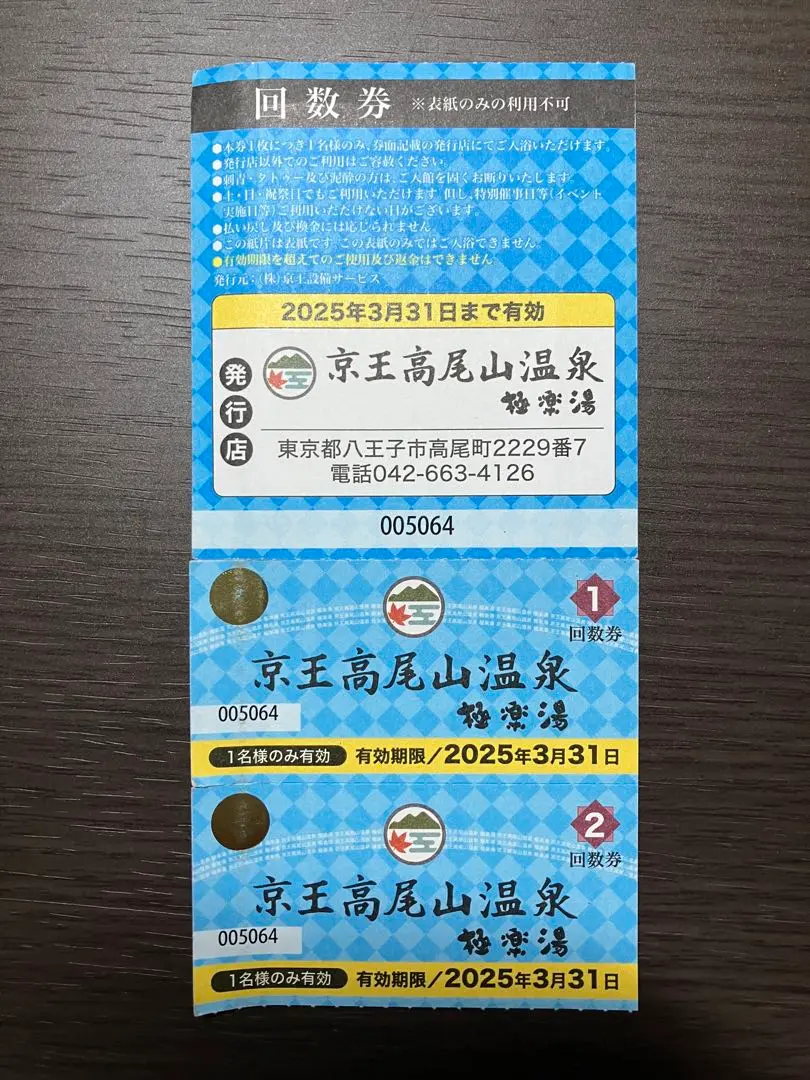 回数券 ※表紙のみの利用不可
●本券1枚につき1名様のみ、券面記載の発行店にてご入浴いただけます。
●発行店以外でのご利用はご容赦ください。
●刺青・タトゥー及び泥酔の方は、ご入館を固くお断りいたします。
●土・日・祝祭日でもご利用いただけます。但し、特別催事日等(イベント
実施日等)ご利用いただけない日がございます。
●払い戻し及び換金には応じられません。
●この紙片は表紙です。この表紙のみではご入浴できません。
●有効期限を超えてのご使用及び返金はできません。
発行元:(株)京王設備サービス
2025年3月31日まで有効
発行店
京王高尾山温泉
極楽湯
東京都八王子市高尾町2229番7
電話042-663-4126
005064
1
回数券
京王高尾山温泉
005064
極楽湯
1名様のみ有効 有効期限/2025年3月31日
2
回数券
京王高尾山温泉
005064
極楽湯
1名様のみ有効 有効期限/2025年3月31日